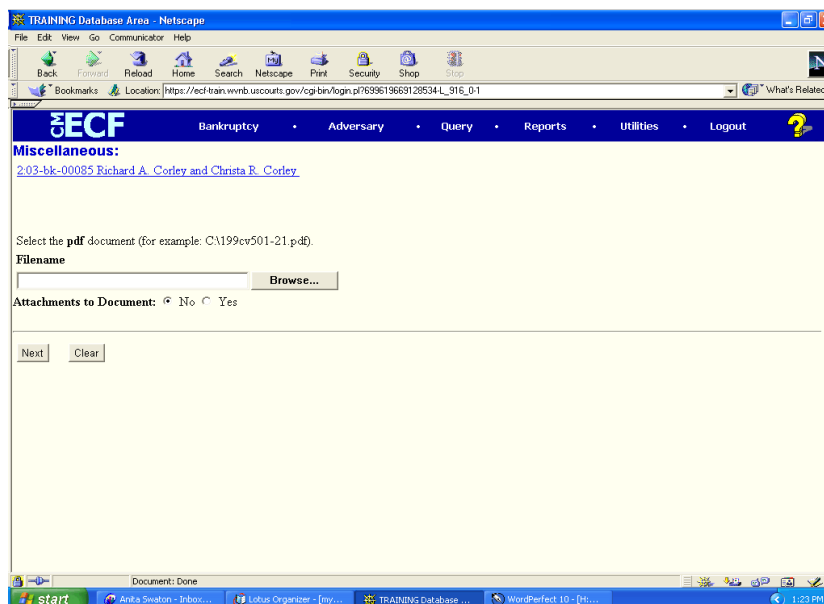 TRAINING Database Area - Netscape
File Edit View Go Communicator Help
Back Forward Reload Home Search Netscape Print Security Shop Stop
My
N
Bookmarks Location: https://ecf-train.wvnb.uscourts.gov/cgi-bin/login.pl?699619669128534-L_916_0-1 What's Related
CM ECF Bankruptcy • Adversary • Query • Reports • Utilities • Logout ?
Miscellaneous:
2:03-bk-00085 Richard A. Corley and Christa R. Corley
Select the pdf document (for example: C:\199cv501-21.pdf).
Filename
Browse...
Attachments to Document: No Yes
Next Clear
Document: Done
start Anita Swaton - Inbox... Lotus Organizer - [my... TRAINING Database ... WordPerfect 10 - [H:... 1:23 PM